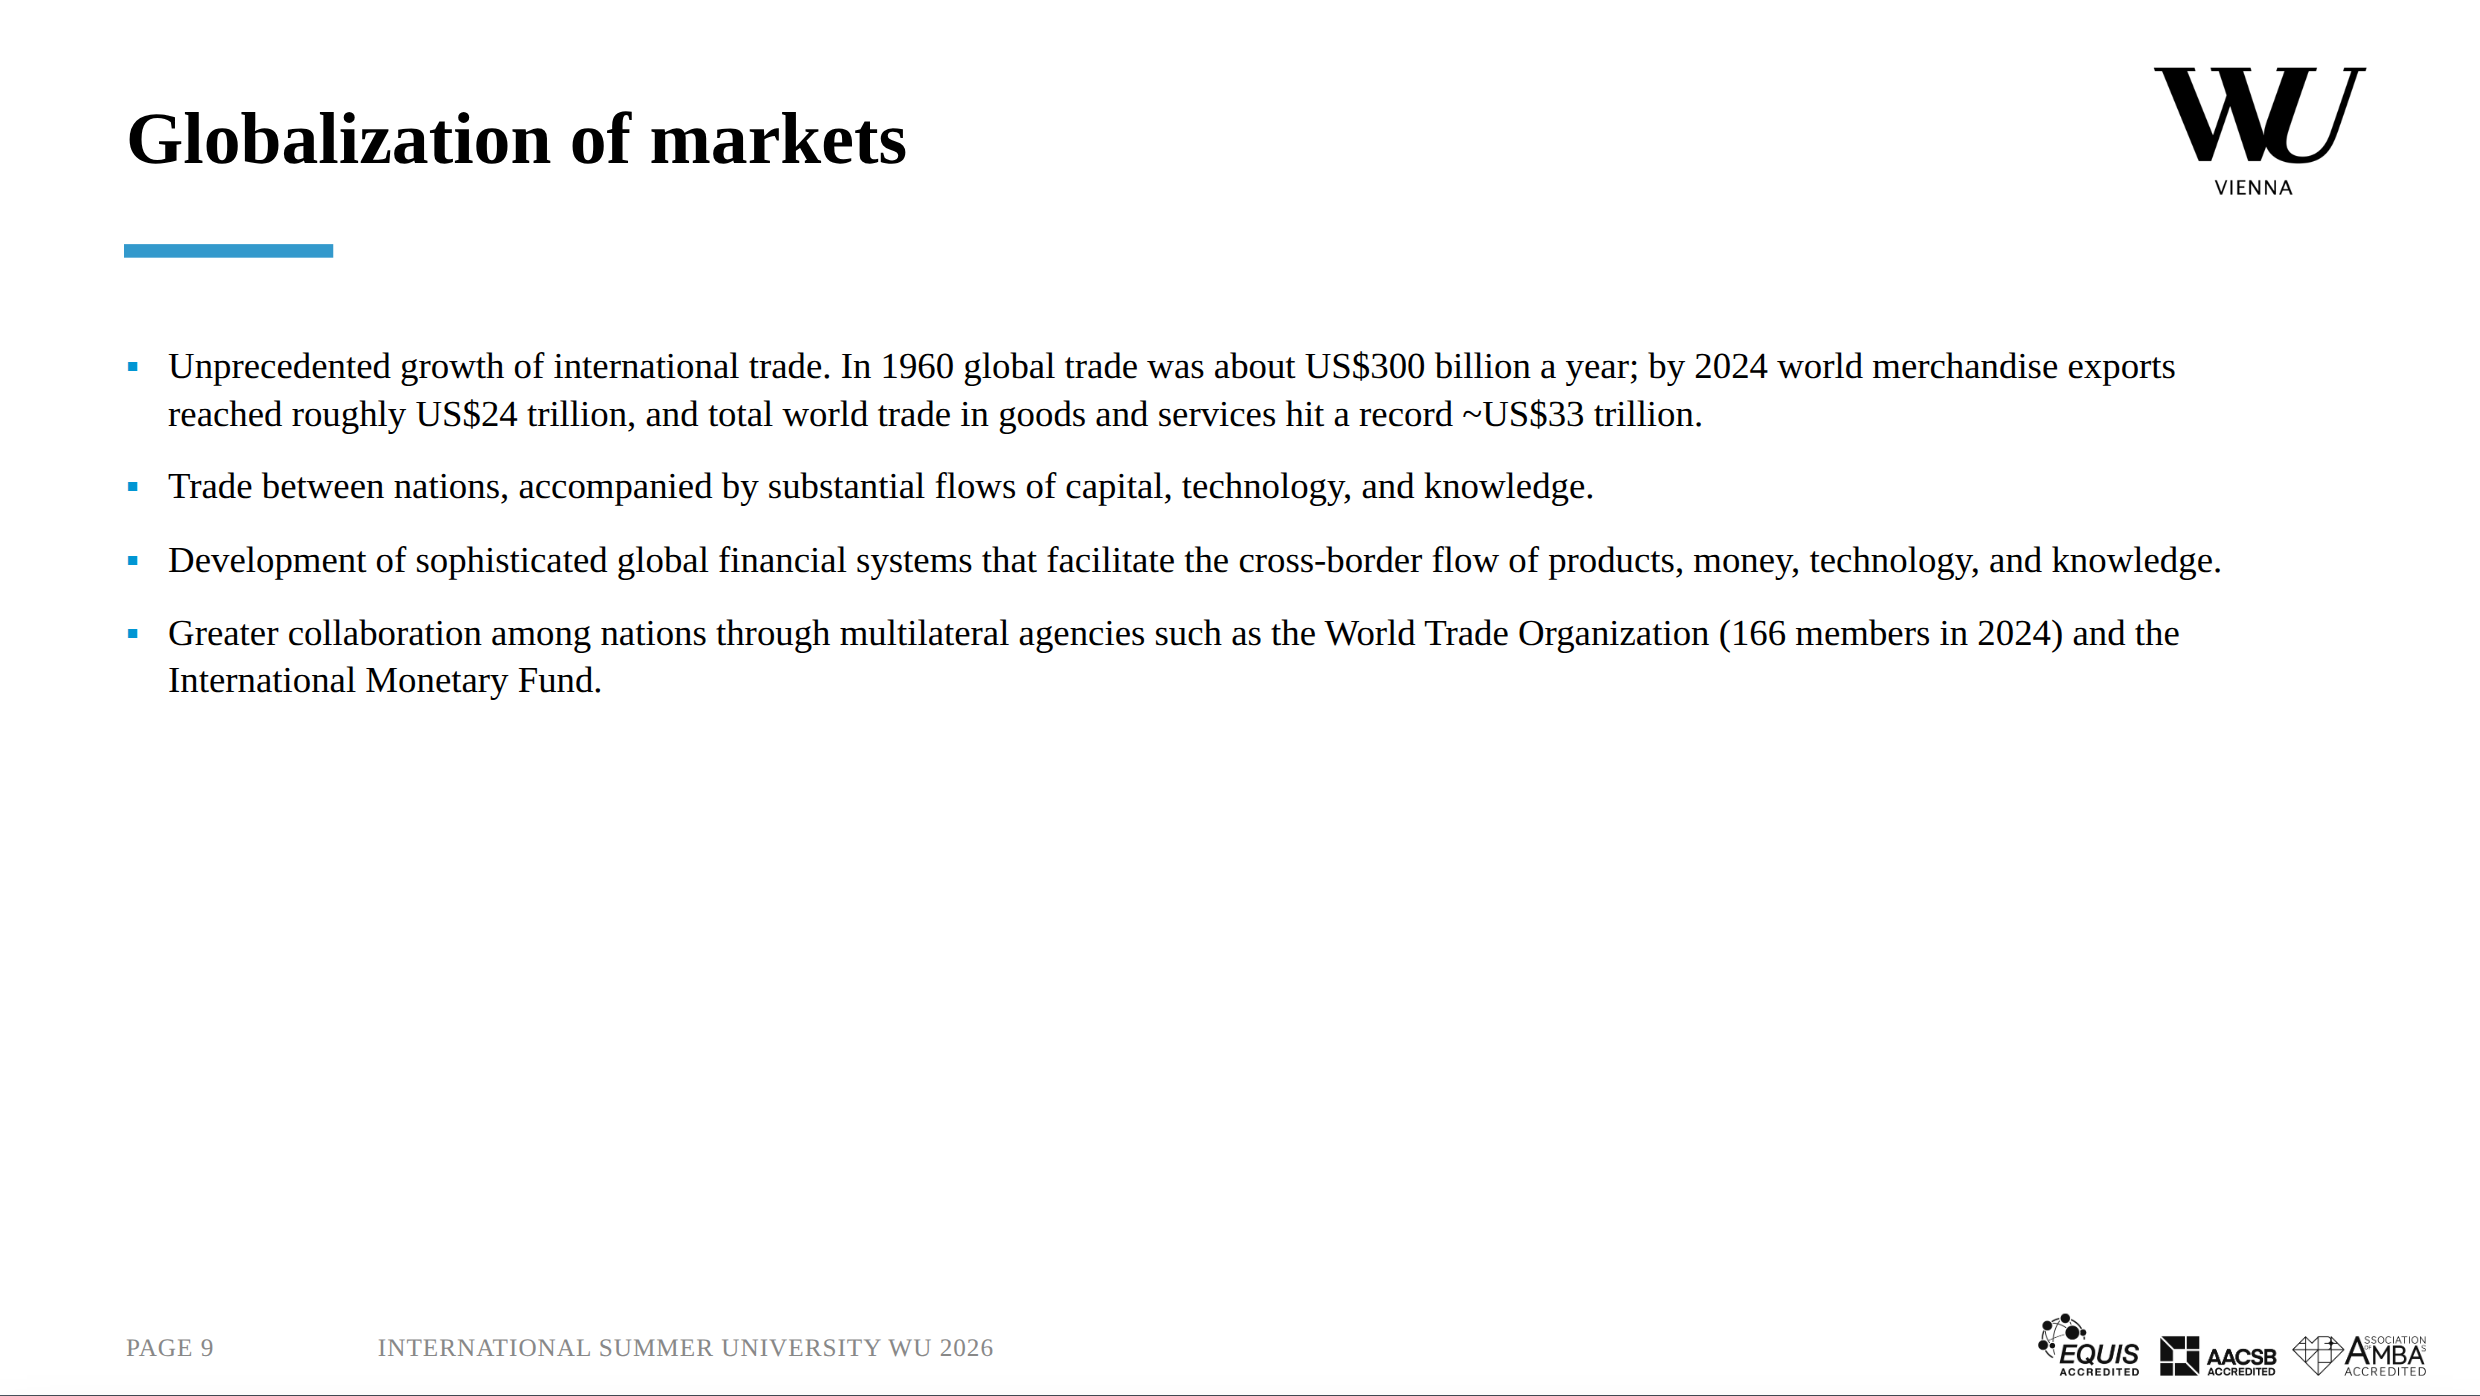 Globalization of markets
WU
VIENNA
▪ Unprecedented growth of international trade. In 1960 global trade was about US$300 billion a year; by 2024 world merchandise exports
reached roughly US$24 trillion, and total world trade in goods and services hit a record ~US$33 trillion.
▪ Trade between nations, accompanied by substantial flows of capital, technology, and knowledge.
▪ Development of sophisticated global financial systems that facilitate the cross-border flow of products, money, technology, and knowledge.
▪ Greater collaboration among nations through multilateral agencies such as the World Trade Organization (166 members in 2024) and the
International Monetary Fund.
PAGE 9 INTERNATIONAL SUMMER UNIVERSITY WU 2026
EQUIS
ACCREDITED
AACSB
ACCREDITED
ASSOCIATION
OF MBAS
ACCREDITED